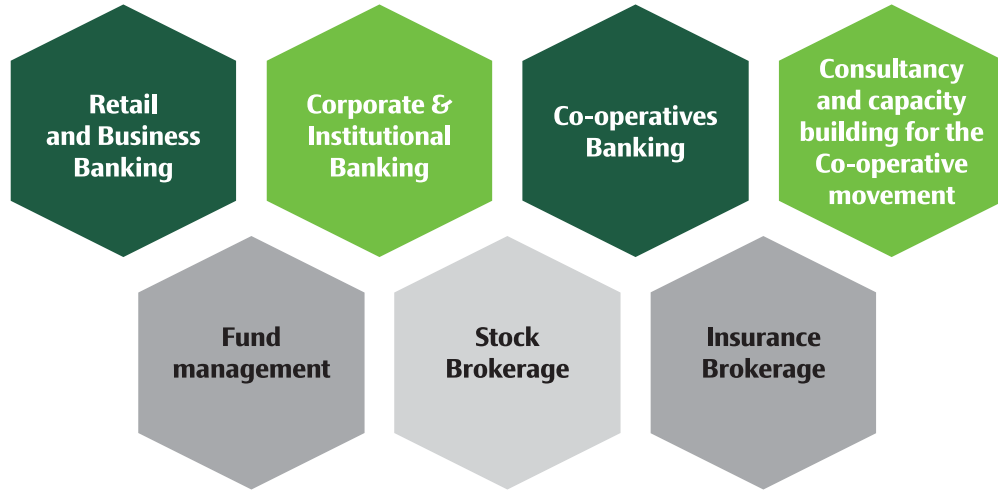 Retail
and Business
Banking
Corporate &
Institutional
Banking
Co-operatives
Banking
Consultancy
and capacity
building for the
Co-operative
movement
Fund
management
Stock
Brokerage
Insurance
Brokerage